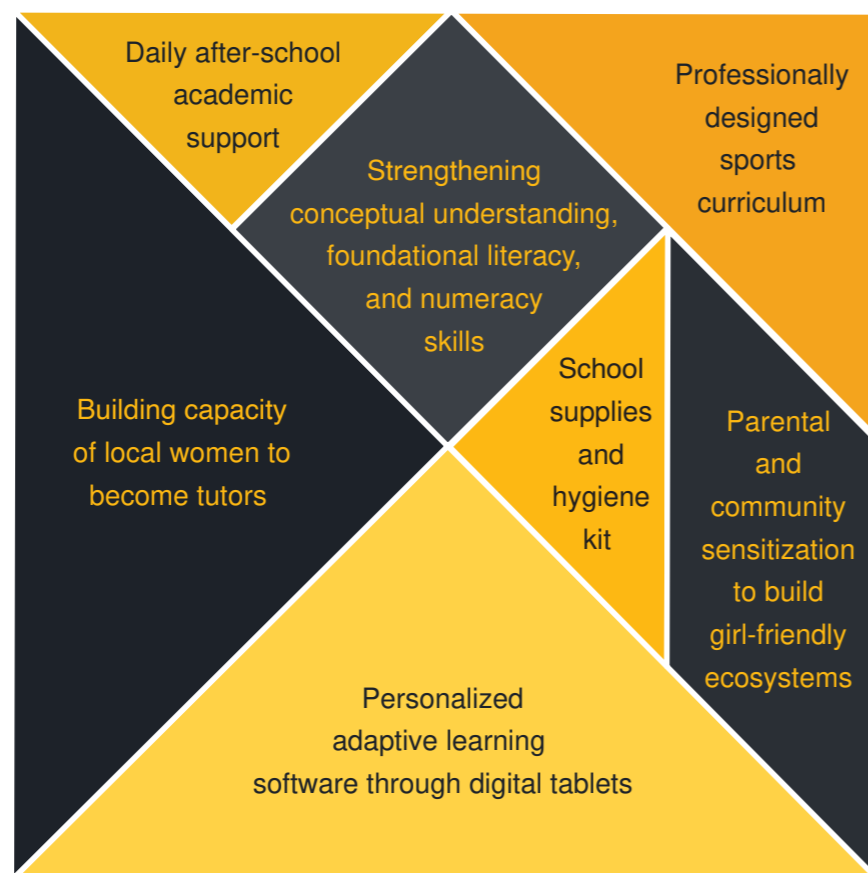 Daily after-school
academic
support
Professionally
designed
sports
curriculum
Strengthening
conceptual understanding,
foundational literacy,
and numeracy
skills
Building capacity
of local women to
become tutors
School
supplies
and
hygiene
kit
Parental
and
community
sensitization
to build
girl-friendly
ecosystems
Personalized
adaptive learning
software through digital tablets